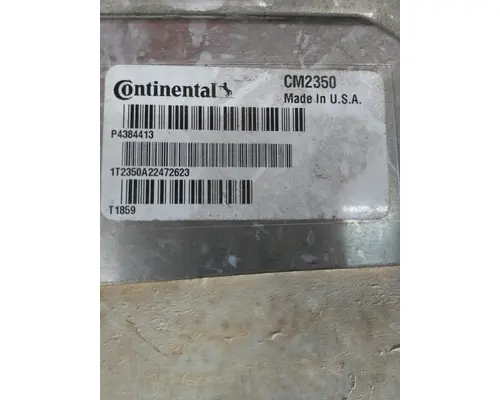 Continental
CM2350
Made In U.S.A.
P4384413
1T2350A22472623
T1859